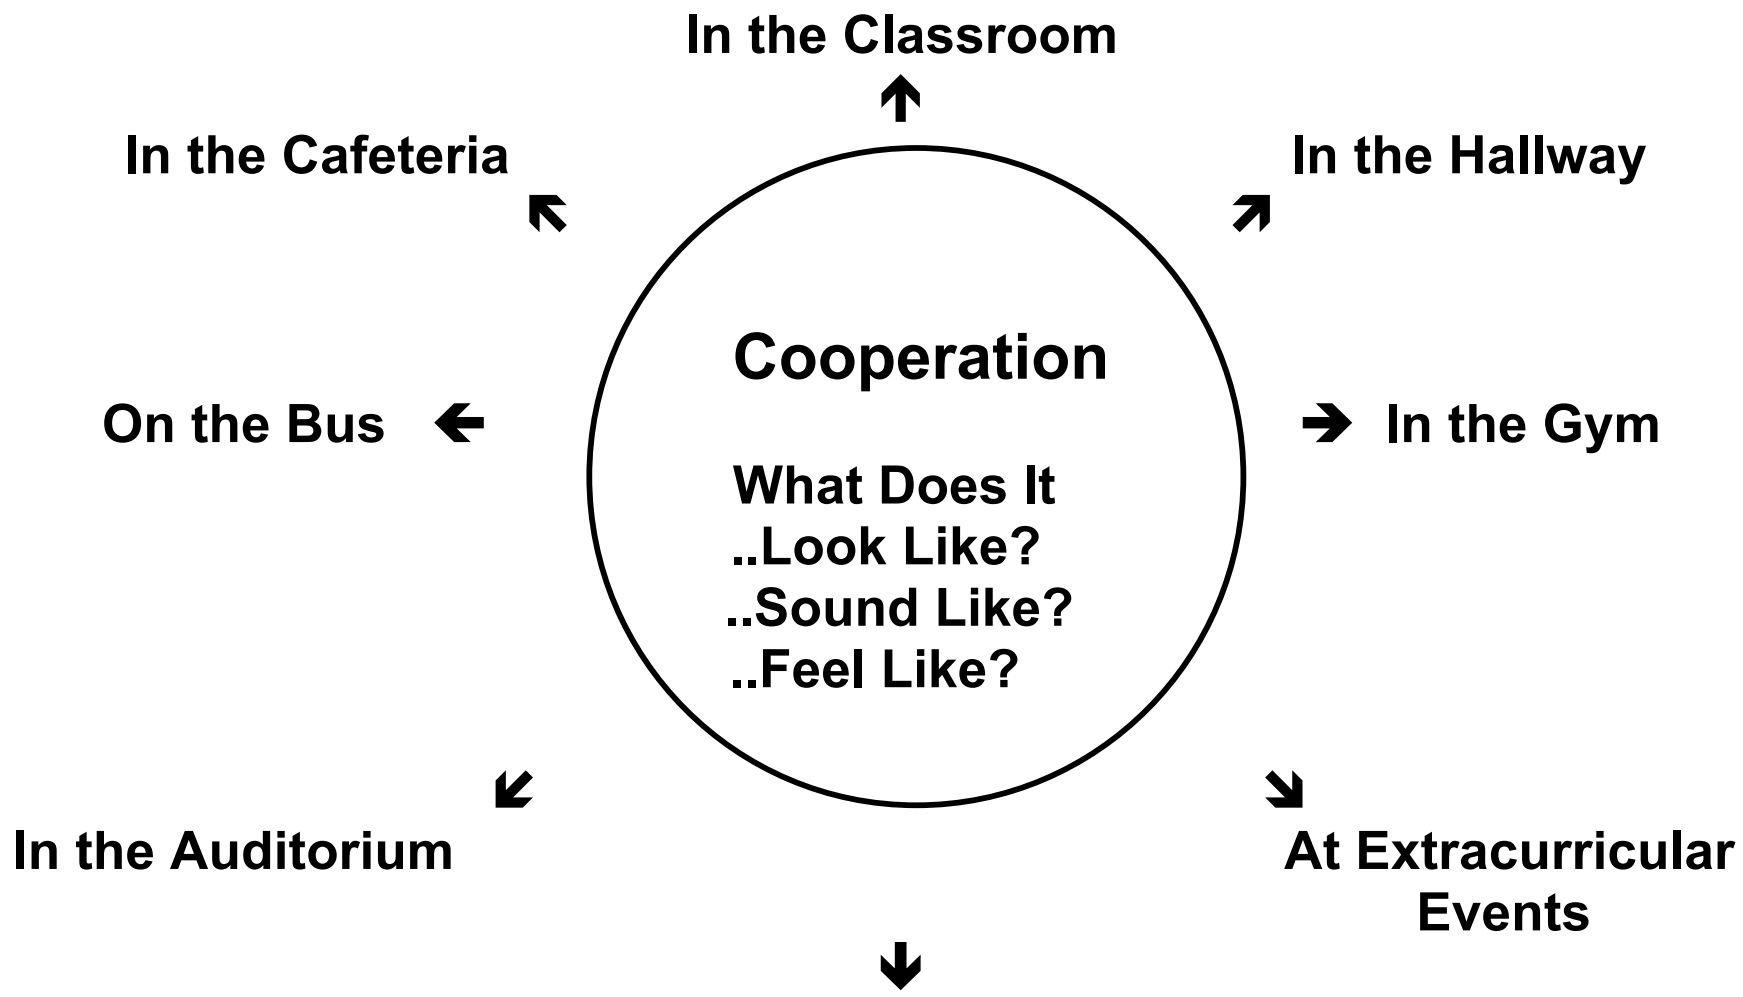 In the Classroom
In the Cafeteria
In the Hallway
Cooperation
On the Bus
In the Gym
What Does It
..Look Like?
..Sound Like?
..Feel Like?
In the Auditorium
At Extracurricular
Events